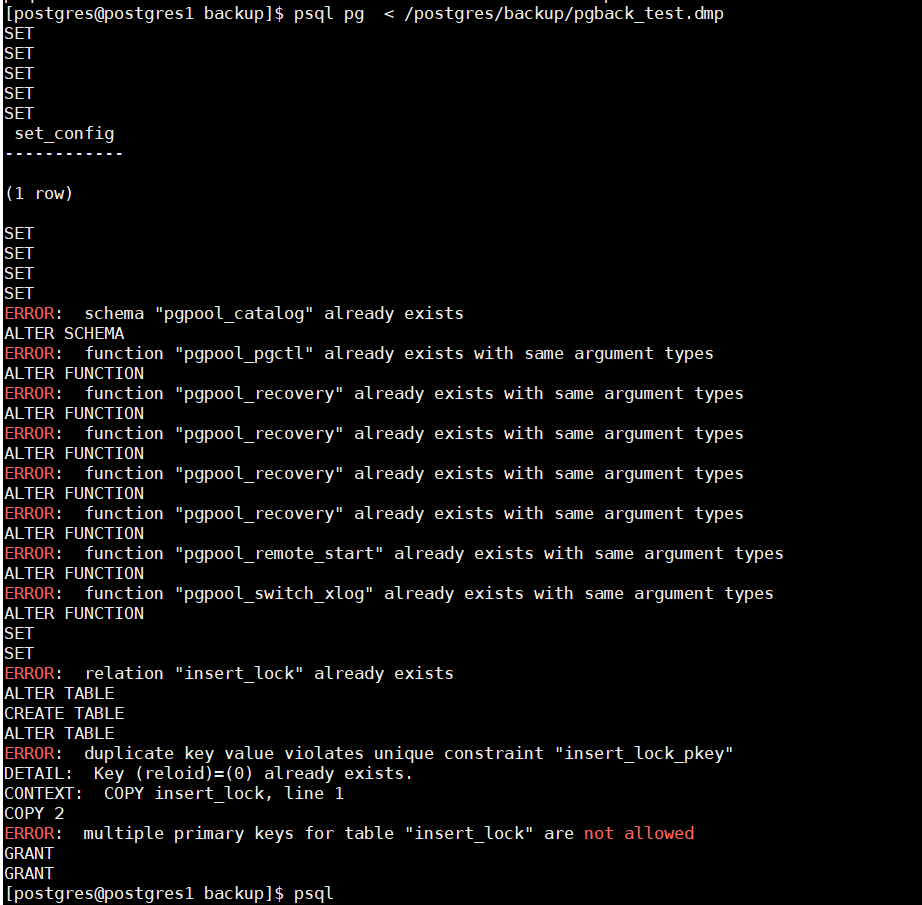 [postgres@postgres1 backup]$ psql pg  < /postgres/backup/pgback_test.dmp
SET
SET
SET
SET
SET
 set_config
------------

(1 row)

SET
SET
SET
SET
ERROR:  schema "pgpool_catalog" already exists
ALTER SCHEMA
ERROR:  function "pgpool_pgctl" already exists with same argument types
ALTER FUNCTION
ERROR:  function "pgpool_recovery" already exists with same argument types
ALTER FUNCTION
ERROR:  function "pgpool_recovery" already exists with same argument types
ALTER FUNCTION
ERROR:  function "pgpool_recovery" already exists with same argument types
ALTER FUNCTION
ERROR:  function "pgpool_recovery" already exists with same argument types
ALTER FUNCTION
ERROR:  function "pgpool_remote_start" already exists with same argument types
ALTER FUNCTION
ERROR:  function "pgpool_switch_xlog" already exists with same argument types
ALTER FUNCTION
SET
SET
ERROR:  relation "insert_lock" already exists
ALTER TABLE
CREATE TABLE
ALTER TABLE
ERROR:  duplicate key value violates unique constraint "insert_lock_pkey"
DETAIL:  Key (reloid)=(0) already exists.
CONTEXT:  COPY insert_lock, line 1
COPY 2
ERROR:  multiple primary keys for table "insert_lock" are not allowed
GRANT
GRANT
[postgres@postgres1 backup]$ psql